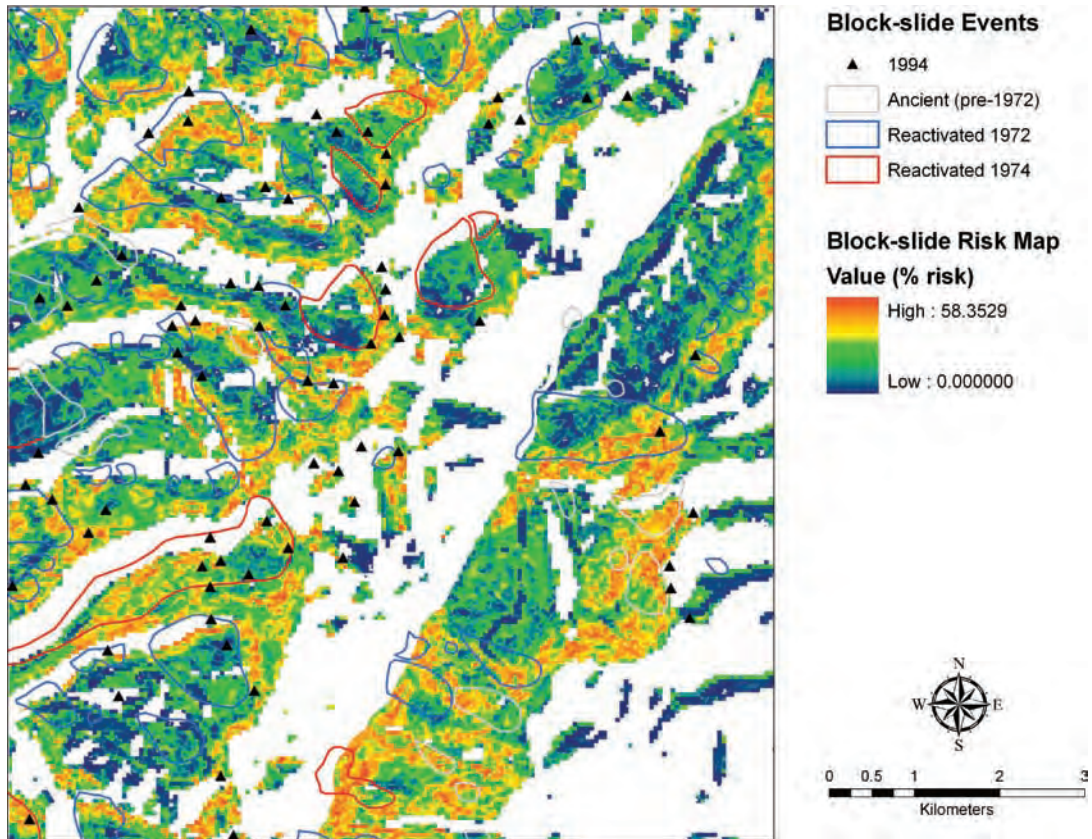 Block-slide Events
1994
Ancient (pre-1972)
Reactivated 1972
Reactivated 1974
Block-slide Risk Map
Value (% risk)
High : 58.3529
Low : 0.000000
N
W E
S
0 0.5 1 2 3
Kilometers